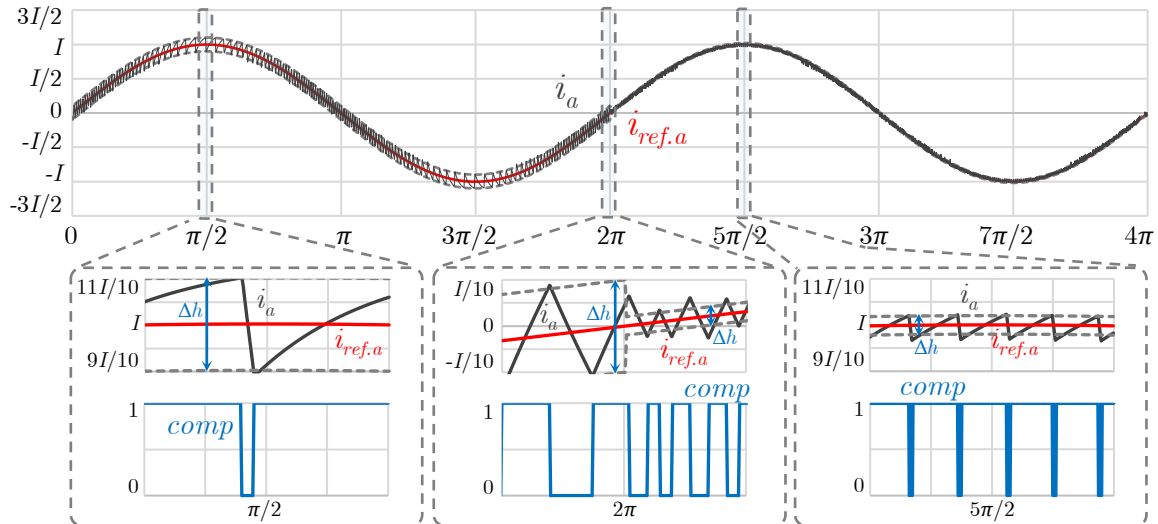 3I/2
I
I/2
0
-I/2
-I
-3I/2
i_a
i_ref.a
0 π/2 π 3π/2 2π 5π/2 3π 7π/2 4π
11I/10
Δh
i_a
I
i_ref.a
9I/10
1
comp
0
π/2
I/10
Δh
i_a
0
Δh
i_ref.a
-I/10
comp
1
0
2π
11I/10
i_a
I
Δh
i_ref.a
9I/10
comp
1
0
5π/2